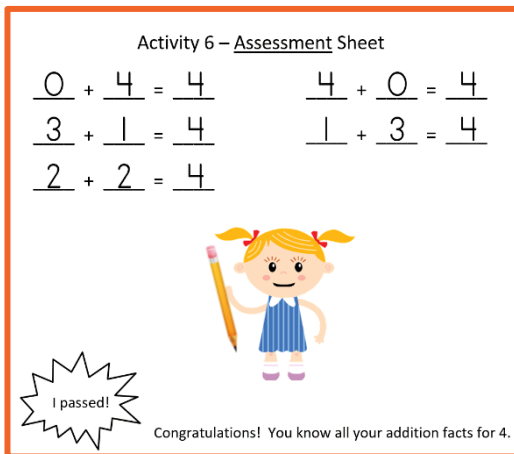 Activity 6 – Assessment Sheet
0 + 4 = 4
4 + 0 = 4
3 + 1 = 4
1 + 3 = 4
2 + 2 = 4
I passed!
Congratulations! You know all your addition facts for 4.